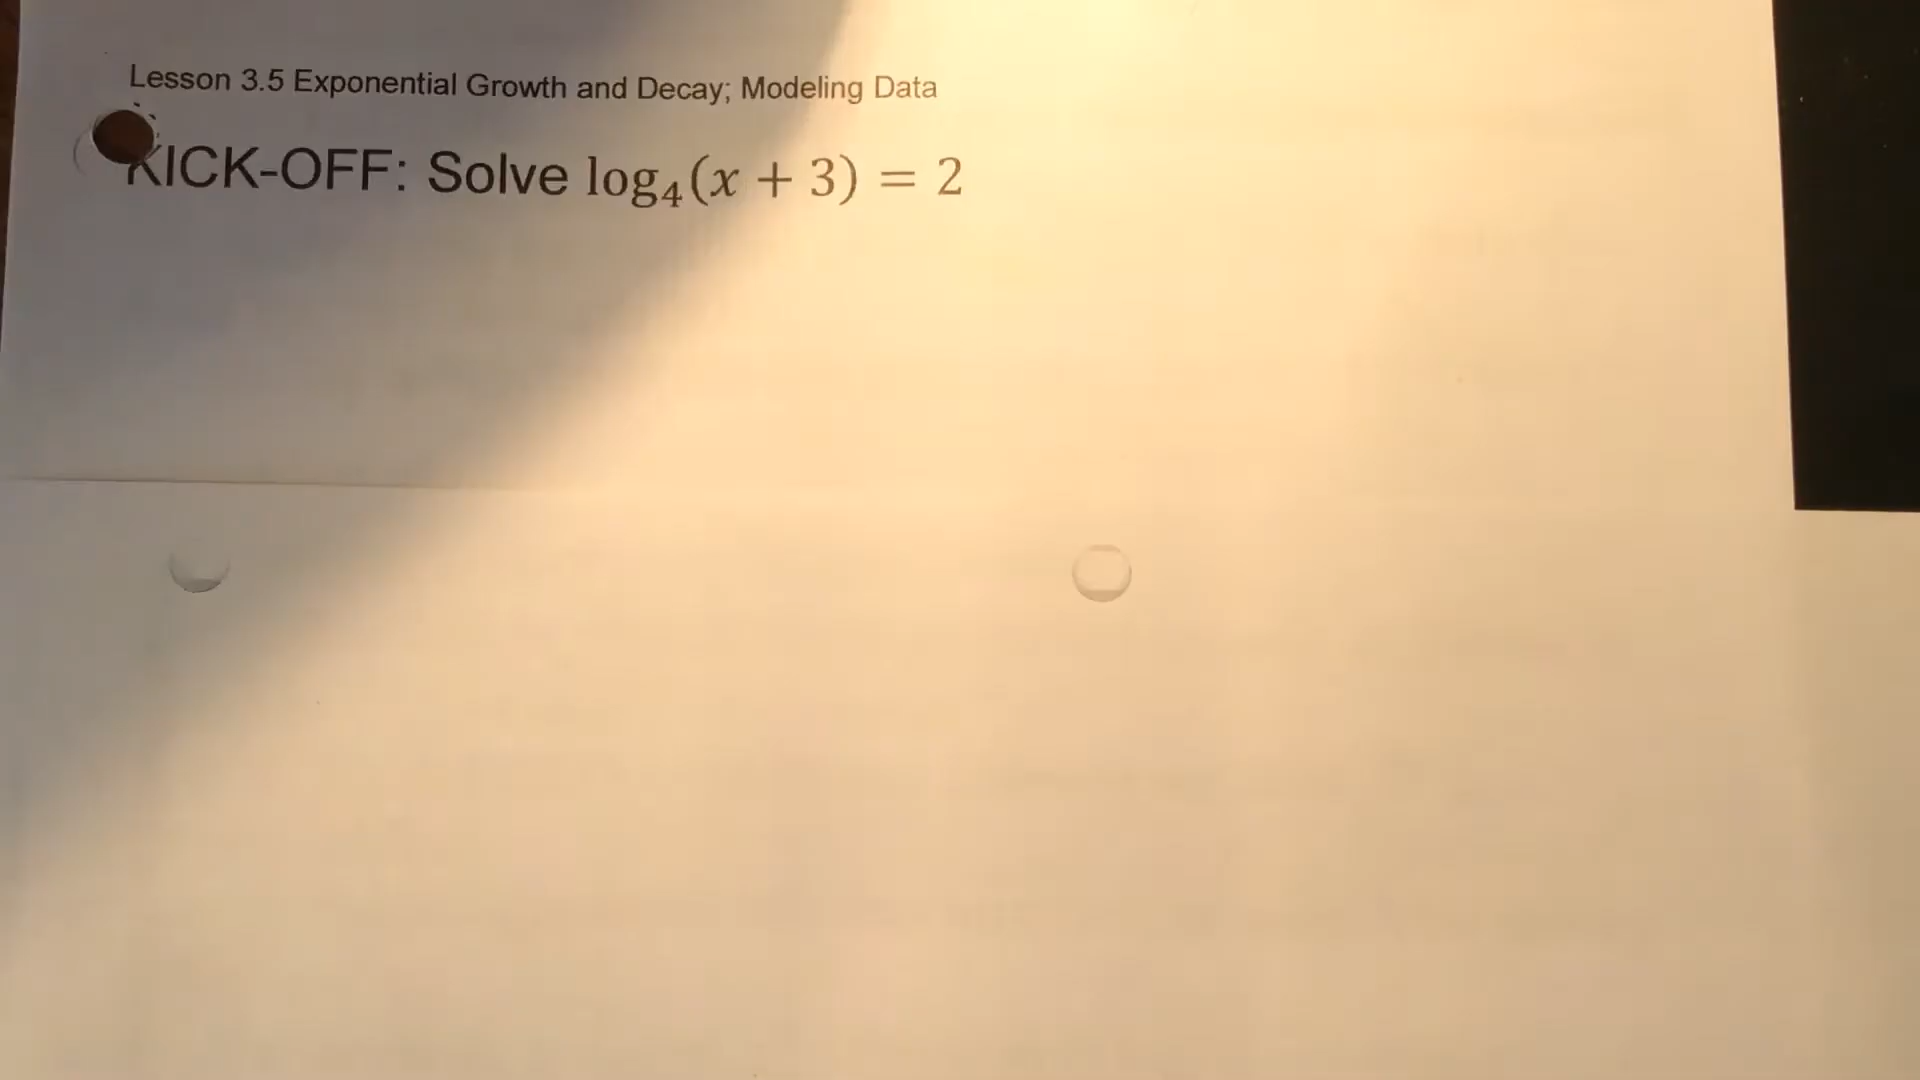 Lesson 3.5 Exponential Growth and Decay; Modeling Data
KICK-OFF: Solve log₄(x + 3) = 2